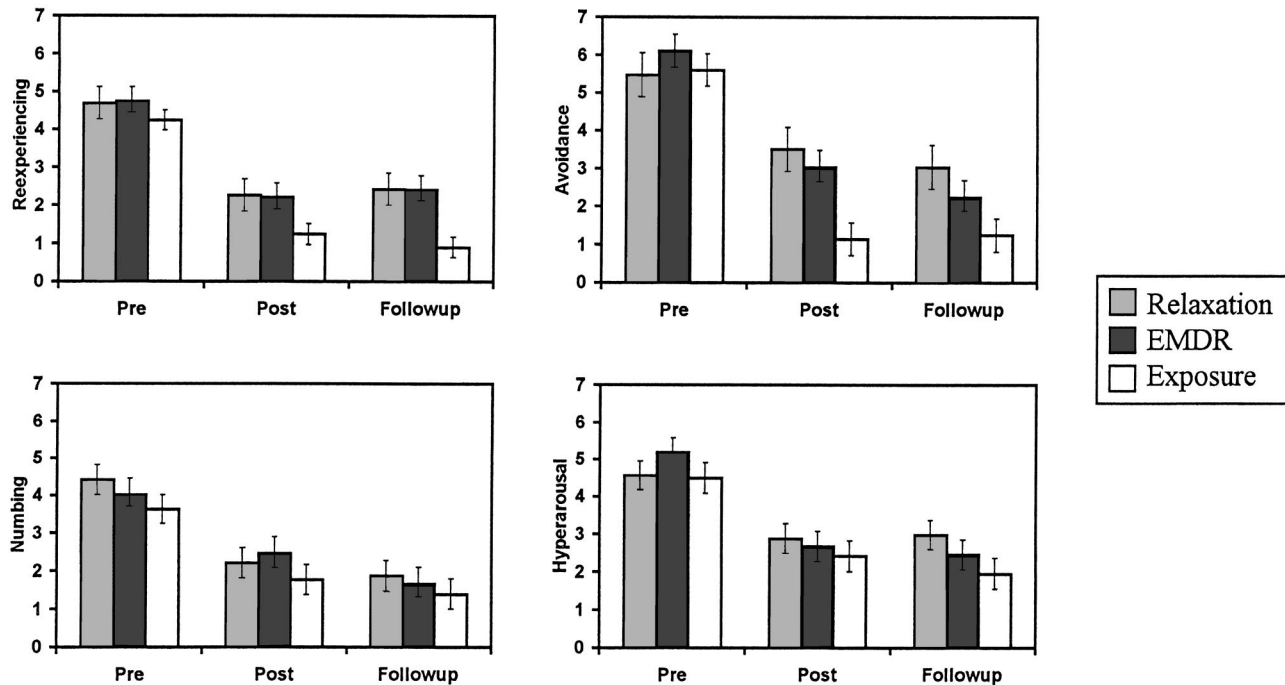 7
6
5
4
3
2
1
0
Reexperiencing
Pre Post Followup
7
6
5
4
3
2
1
0
Avoidance
Pre Post Followup
7
6
5
4
3
2
1
0
Numbing
Pre Post Followup
7
6
5
4
3
2
1
0
Hyperarousal
Pre Post Followup
Relaxation
EMDR
Exposure